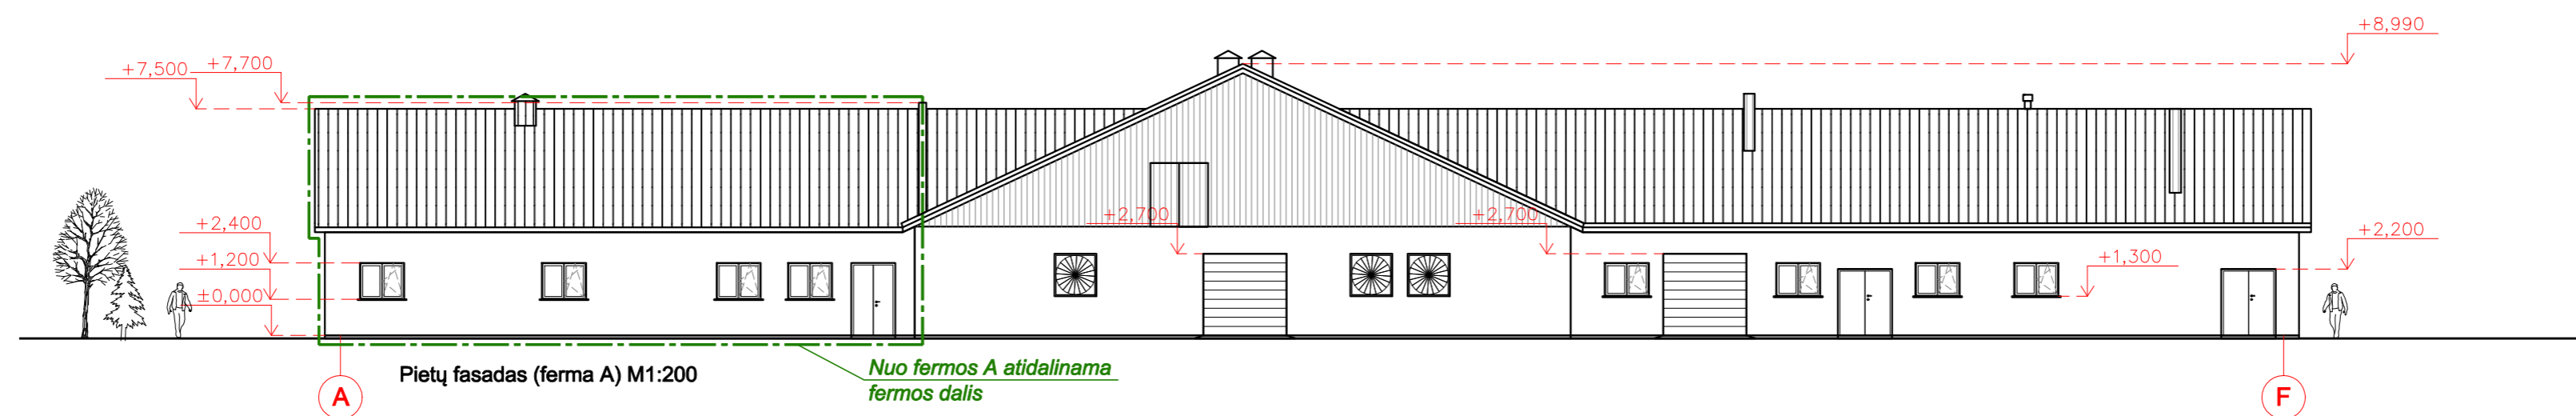 +8,990
+7,500
+7,700
+2,700
+2,700
+2,400
+2,200
+1,200
+1,300
±0,000
Pietų fasadas (ferma A) M1:200
Nuo fermos A atidalinama
fermos dalis
A
F